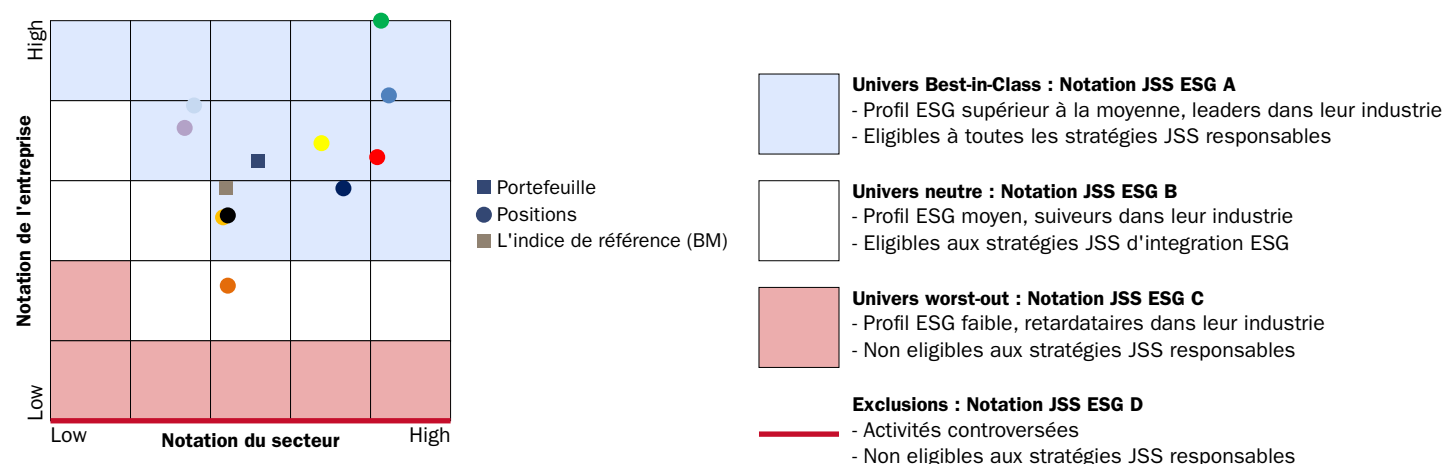 High
Notation de l'entreprise
Low
Low
Notation du secteur
High
Portefeuille
Positions
L'indice de référence (BM)
Univers Best-in-Class : Notation JSS ESG A
- Profil ESG supérieur à la moyenne, leaders dans leur industrie
- Eligibles à toutes les stratégies JSS responsables
Univers neutre : Notation JSS ESG B
- Profil ESG moyen, suiveurs dans leur industrie
- Eligibles aux stratégies JSS d'integration ESG
Univers worst-out : Notation JSS ESG C
- Profil ESG faible, retardataires dans leur industrie
- Non eligibles aux stratégies JSS responsables
Exclusions : Notation JSS ESG D
- Activités controversées
- Non eligibles aux stratégies JSS responsables